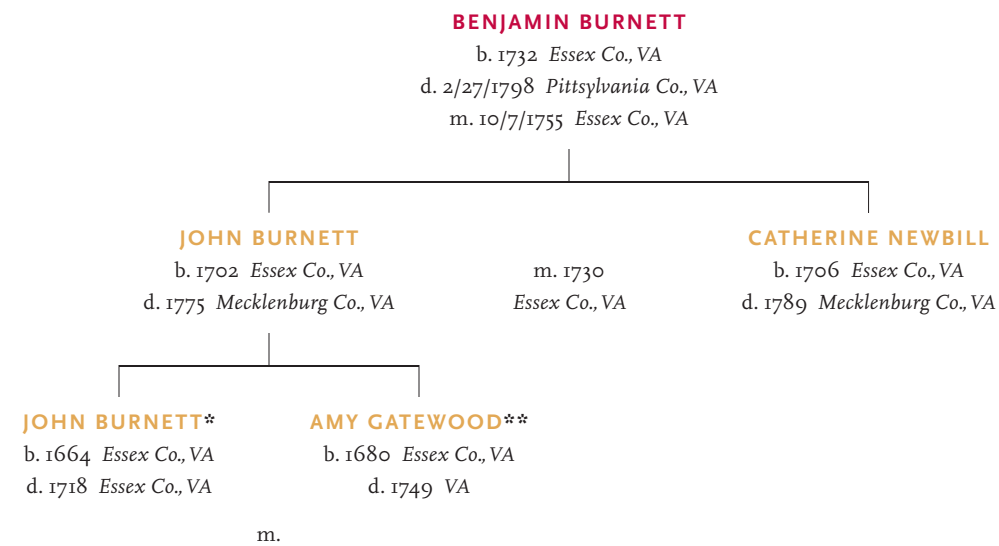 BENJAMIN BURNETT
b. 1732 Essex Co., VA
d. 2/27/1798 Pittsylvania Co., VA
m. 10/7/1755 Essex Co., VA
JOHN BURNETT
b. 1702 Essex Co., VA
d. 1775 Mecklenburg Co., VA
m. 1730
Essex Co., VA
CATHERINE NEWBILL
b. 1706 Essex Co., VA
d. 1789 Mecklenburg Co., VA
JOHN BURNETT*
b. 1664 Essex Co., VA
d. 1718 Essex Co., VA
AMY GATEWOOD**
b. 1680 Essex Co., VA
d. 1749 VA
m.